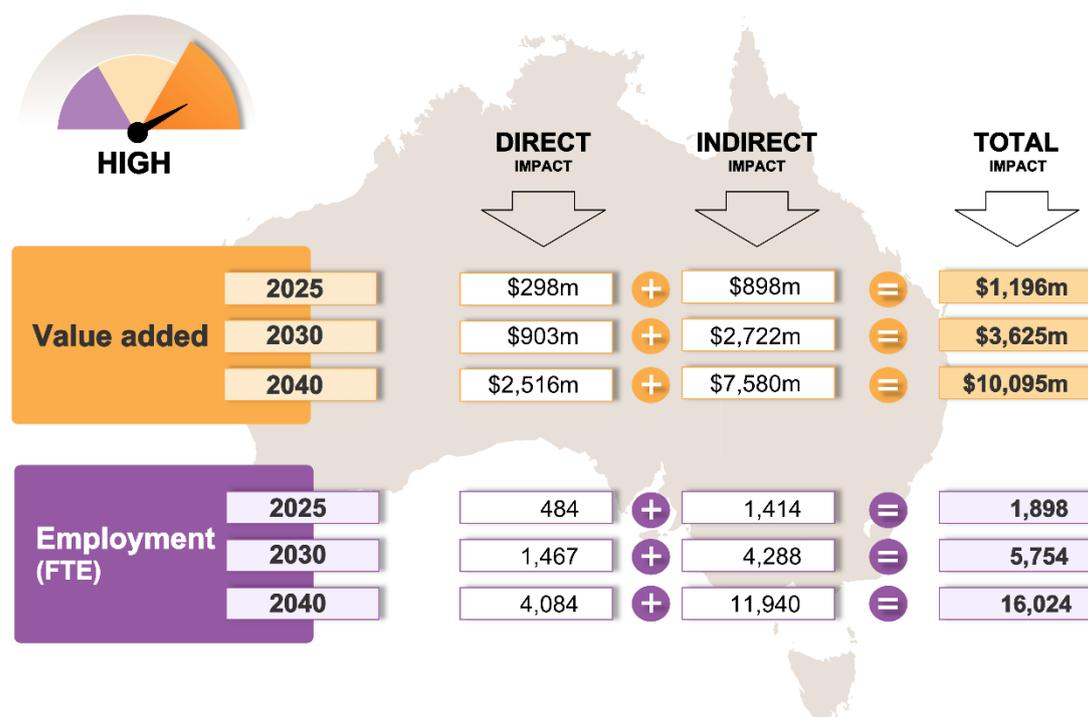 HIGH
DIRECT INDIRECT TOTAL
IMPACT IMPACT IMPACT
Value added
2025 $298m + $898m = $1,196m
2030 $903m + $2,722m = $3,625m
2040 $2,516m + $7,580m = $10,095m
Employment
(FTE)
2025 484 + 1,414 = 1,898
2030 1,467 + 4,288 = 5,754
2040 4,084 + 11,940 = 16,024